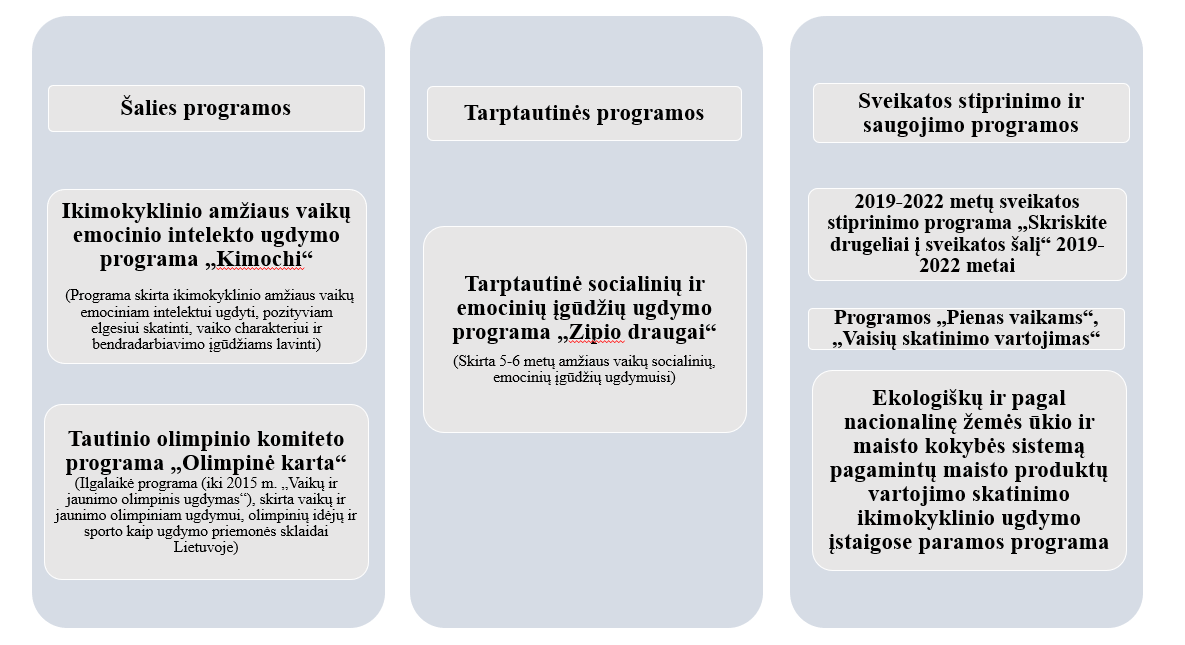 Šalies programos
Ikimokyklinio amžiaus vaikų
emocinio intelekto ugdymo
programa „Kimochi“
(Programa skirta ikimokyklinio amžiaus vaikų
emociniam intelektui ugdyti, pozityviam
elgesiui skatinti, vaiko charakteriui ir
bendradarbiavimo įgūdžiams lavinti)
Tautinio olimpinio komiteto
programa „Olimpinė karta“
(Ilgalaikė programa (iki 2015 m. „Vaikų ir
jaunimo olimpinis ugdymas“), skirta vaikų ir
jaunimo olimpiniam ugdymui, olimpinių idėjų ir
sporto kaip ugdymo priemonės sklaidai
Lietuvoje)
Tarptautinės programos
Tarptautinė socialinių ir
emocinių įgūdžių ugdymo
programa „Zipio draugai“
(Skirta 5-6 metų amžiaus vaikų socialinių,
emocinių įgūdžių ugdymuisi)
Sveikatos stiprinimo ir
saugojimo programos
2019-2022 metų sveikatos
stiprinimo programa „Skriskite
drugeliai į sveikatos šalį“ 2019-
2022 metai
Programos „Pienas vaikams“,
„Vaisių skatinimo vartojimas“
Ekologiškų ir pagal
nacionalinę žemės ūkio ir
maisto kokybės sistemą
pagamintų maisto produktų
vartojimo skatinimo
ikimokyklinio ugdymo
įstaigose paramos programa